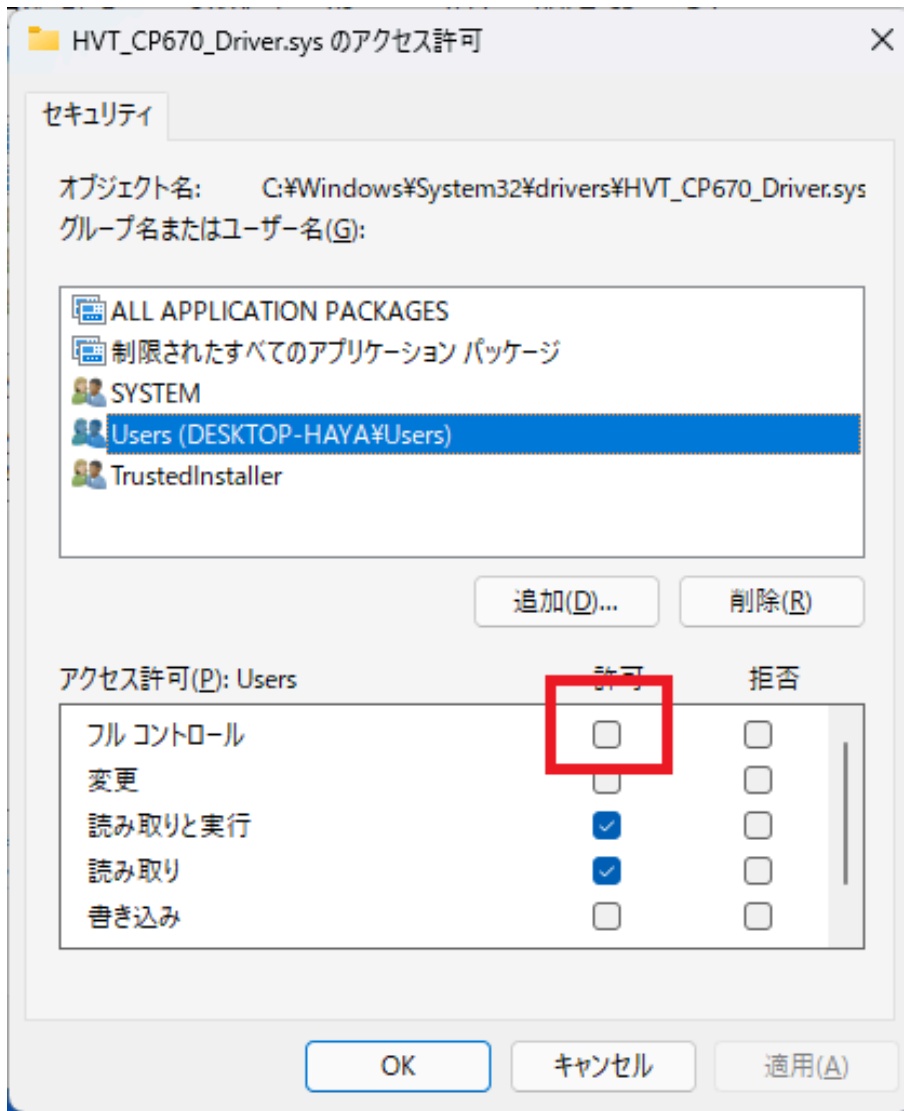 HVT_CP670_Driver.sys のアクセス許可
セキュリティ
オブジェクト名: C:¥Windows¥System32¥drivers¥HVT_CP670_Driver.sys
グループ名またはユーザー名(G):
ALL APPLICATION PACKAGES
制限されたすべてのアプリケーション パッケージ
SYSTEM
Users (DESKTOP-HAYA¥Users)
TrustedInstaller
追加(D)... 削除(R)
アクセス許可(P): Users 許可 拒否
フル コントロール
変更
読み取りと実行
読み取り
書き込み
OK キャンセル 適用(A)